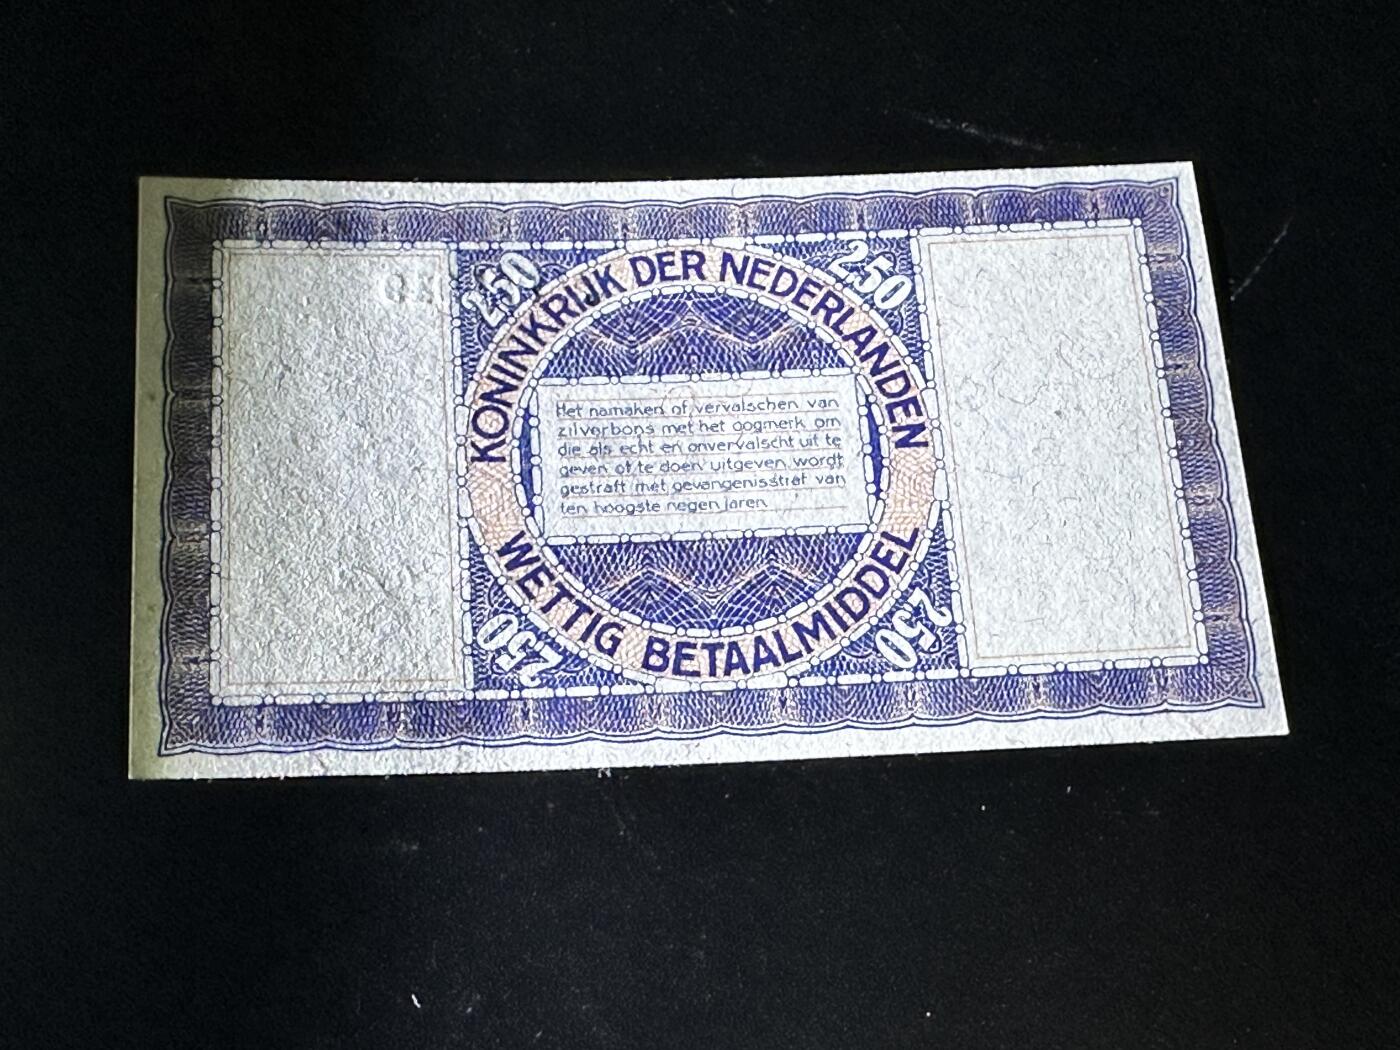 KONINKRIJK DER NEDERLANDEN
250 250
Het namaken of vervalschen van
zilverbons met het oogmerk om
die als echt en onvervalscht uit te
geven of te doen uitgeven wordt
gestraft met gevangenisstraf van
ten hoogste negen jaren
WETTIG BETAALMIDDEL
250 250